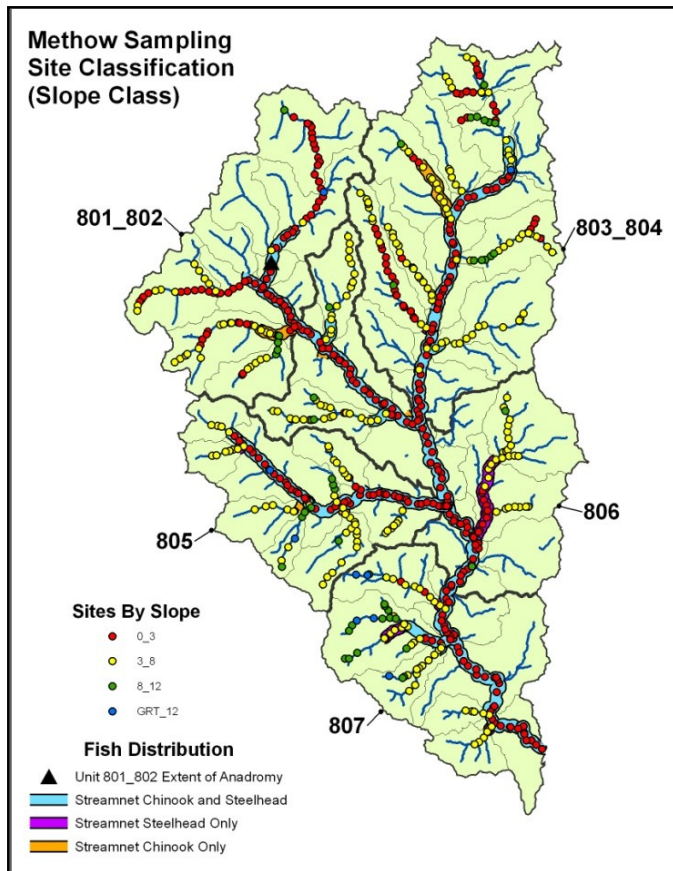 Methow Sampling
Site Classification
(Slope Class)
801_802
803_804
805
806
807
Sites By Slope
0_3
3_8
8_12
GRT_12
Fish Distribution
Unit 801_802 Extent of Anadromy
Streamnet Chinook and Steelhead
Streamnet Steelhead Only
Streamnet Chinook Only